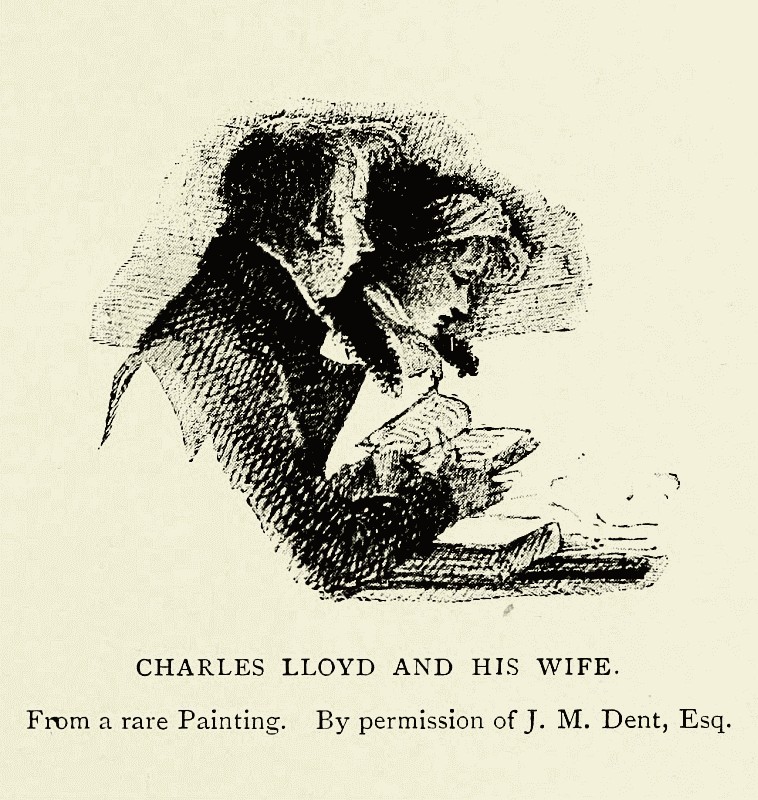 CHARLES LLOYD AND HIS WIFE.
From a rare Painting. By permission of J. M. Dent, Esq.